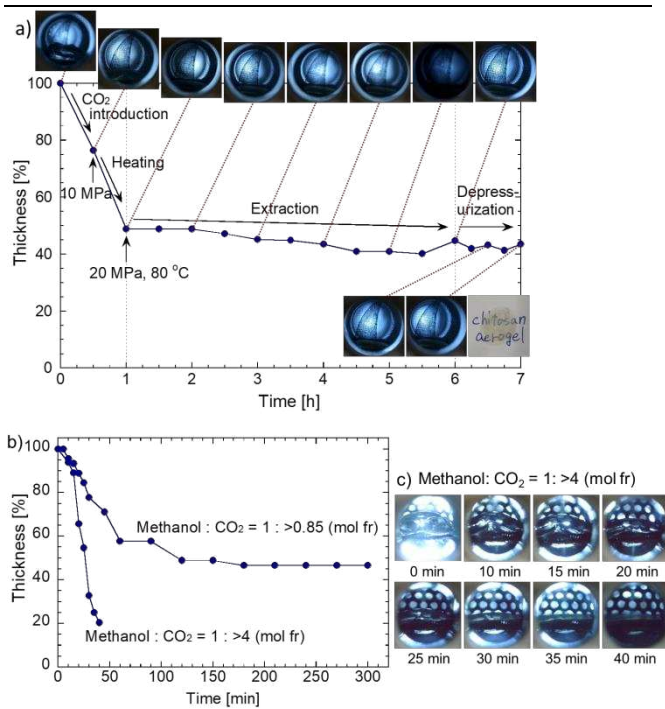 a)
100
80
60
40
20
0
Thickness [%]
CO₂
introduction
10 MPa
Heating
20 MPa, 80 °C
Extraction
Depress-
urization
chitosan
aerogel
0 1 2 3 4 5 6 7
Time [h]
b)
100
80
60
40
20
0
Thickness [%]
Methanol : CO₂ = 1 : >0.85 (mol fr)
Methanol : CO₂ = 1 : >4 (mol fr)
0 50 100 150 200 250 300
Time [min]
c) Methanol: CO₂ = 1: >4 (mol fr)
0 min 10 min 15 min 20 min
25 min 30 min 35 min 40 min